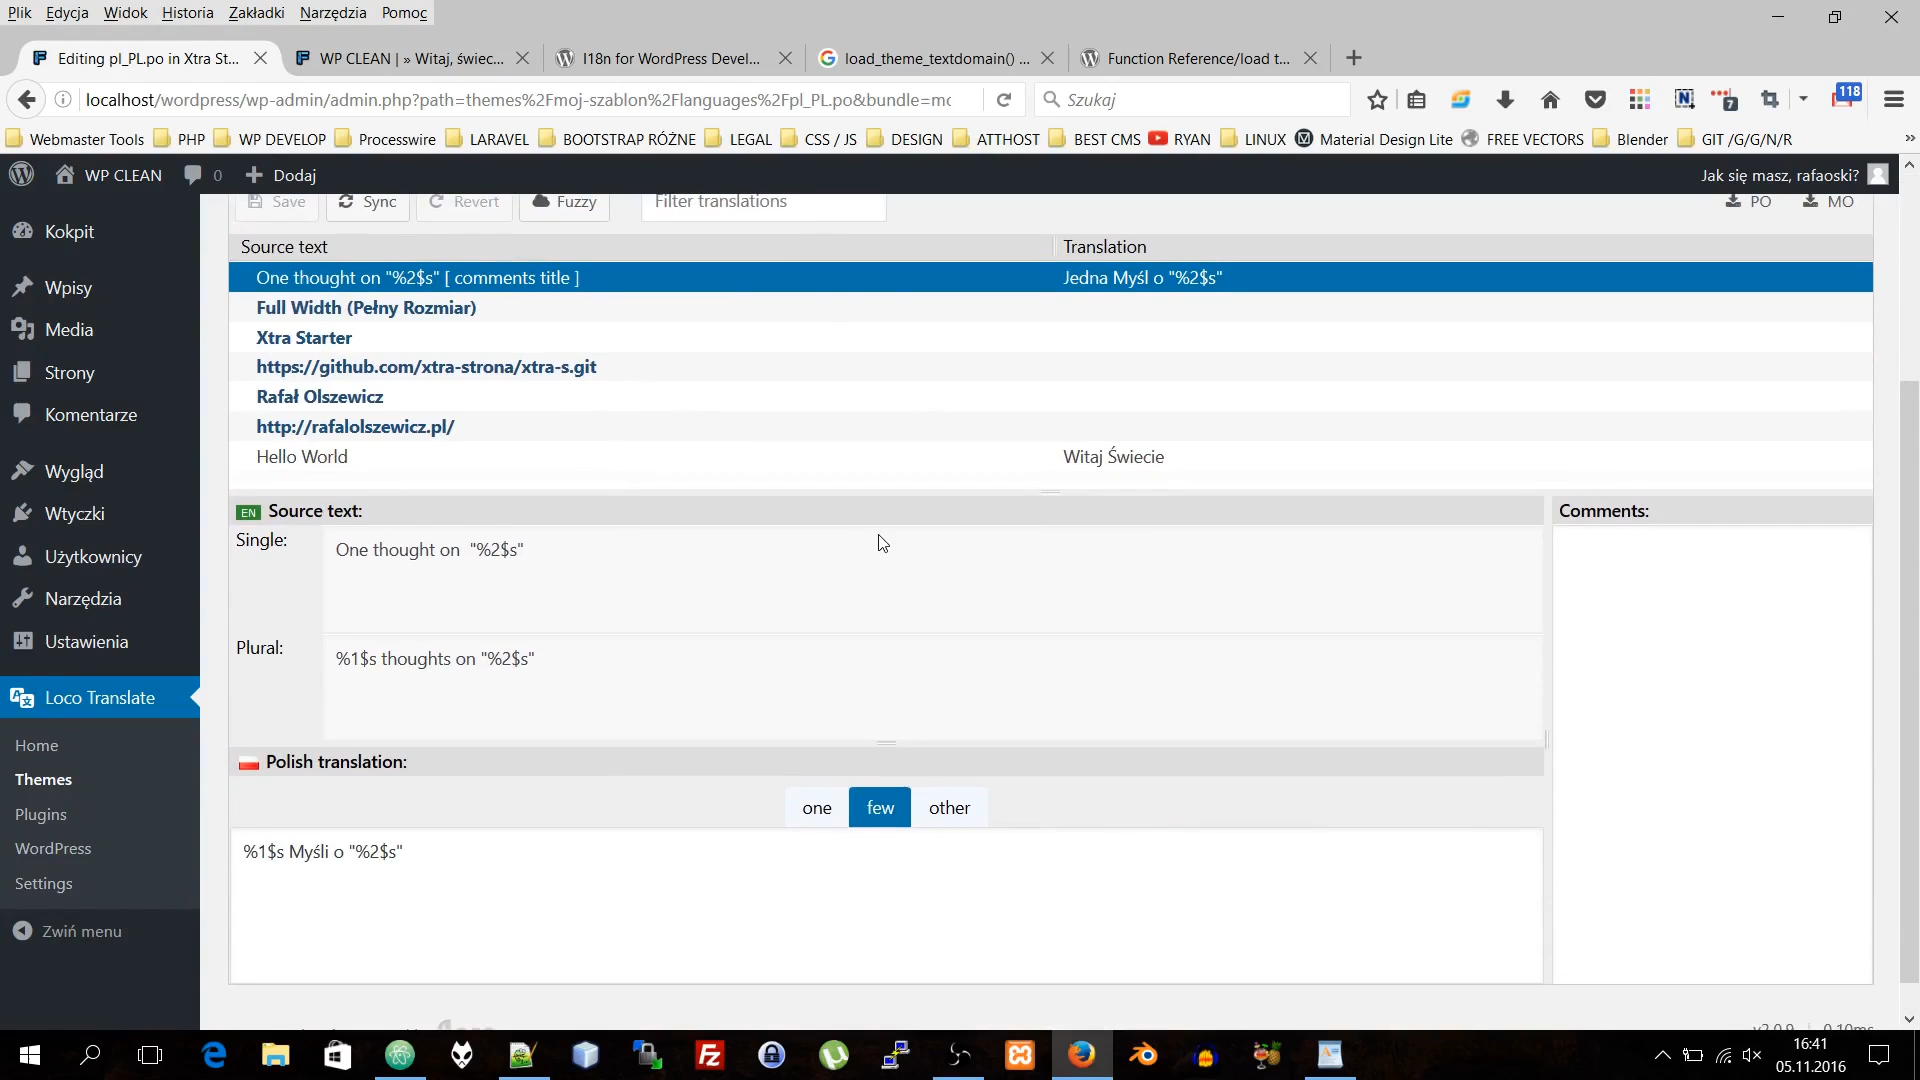 Plik Edycja Widok Historia Zakładki Narzędzia Pomoc
Editing pl_PL.po in Xtra St... WP CLEAN | » Witaj, świec... I18n for WordPress Devel... load_theme_textdomain() ... Function Reference/load t...
localhost/wordpress/wp-admin/admin.php?path=themes%2Fmoj-szablon%2Flanguages%2Fpl_PL.po&bundle=mc Szukaj 7 118
Webmaster Tools PHP WP DEVELOP Processwire LARAVEL BOOTSTRAP RÓŻNE LEGAL CSS / JS DESIGN ATTHOST BEST CMS RYAN LINUX Material Design Lite FREE VECTORS Blender GIT /G/G/N/R
WP CLEAN 0 Dodaj Jak się masz, rafaoski?
Save Sync Revert Fuzzy Filter translations PO MO
Kokpit
Wpisy
Media
Strony
Komentarze
Wygląd
Wtyczki
Użytkownicy
Narzędzia
Ustawienia
Loco Translate
Home
Themes
Plugins
WordPress
Settings
Zwiń menu
Source text Translation
One thought on "%2$s" [ comments title ] Jedna Myśl o "%2$s"
Full Width (Pełny Rozmiar)
Xtra Starter
https://github.com/xtra-strona/xtra-s.git
Rafał Olszewicz
http://rafalolszewicz.pl/
Hello World Witaj Świecie
EN Source text: Comments:
Single: One thought on  "%2$s"
Plural: %1$s thoughts on "%2$s"
Polish translation:
one few other
%1$s Myśli o "%2$s"
16:41
05.11.2016